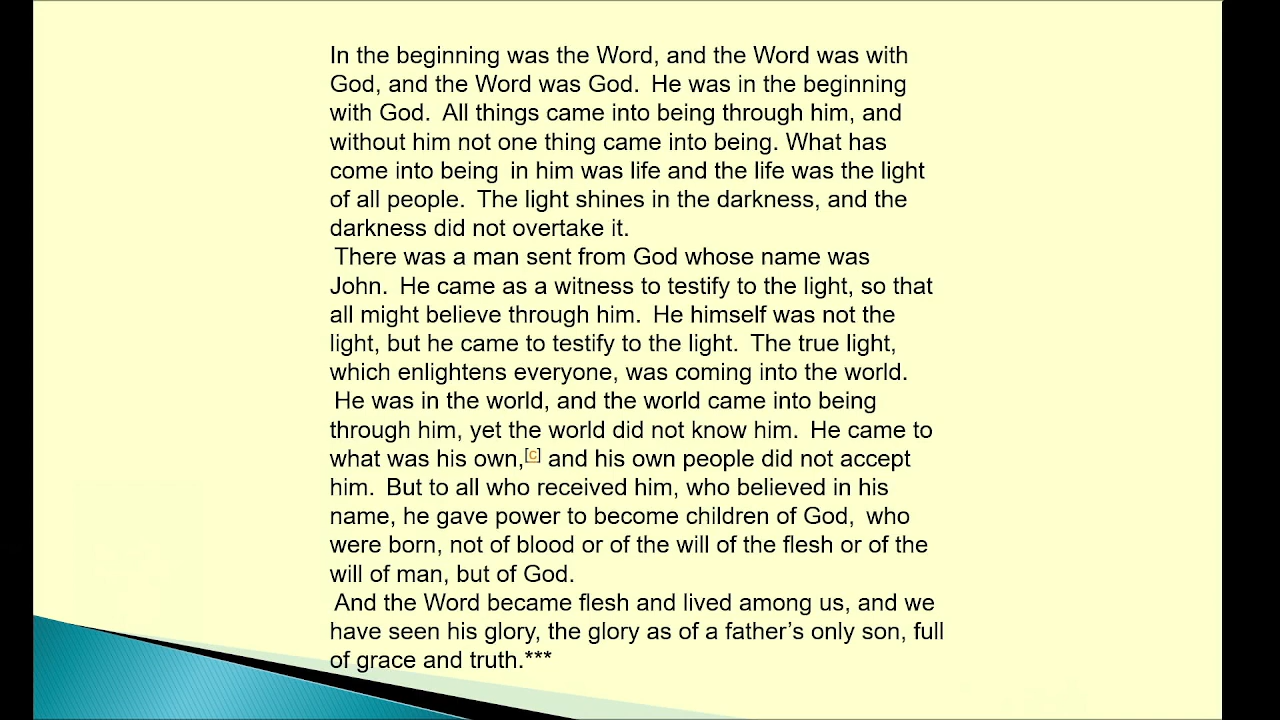 In the beginning was the Word, and the Word was with
God, and the Word was God.  He was in the beginning
with God.  All things came into being through him, and
without him not one thing came into being. What has
come into being  in him was life and the life was the light
of all people.  The light shines in the darkness, and the
darkness did not overtake it.
There was a man sent from God whose name was
John.  He came as a witness to testify to the light, so that
all might believe through him.  He himself was not the
light, but he came to testify to the light.  The true light,
which enlightens everyone, was coming into the world.
He was in the world, and the world came into being
through him, yet the world did not know him.  He came to
what was his own,[c] and his own people did not accept
him.  But to all who received him, who believed in his
name, he gave power to become children of God,  who
were born, not of blood or of the will of the flesh or of the
will of man, but of God.
And the Word became flesh and lived among us, and we
have seen his glory, the glory as of a father’s only son, full
of grace and truth.***